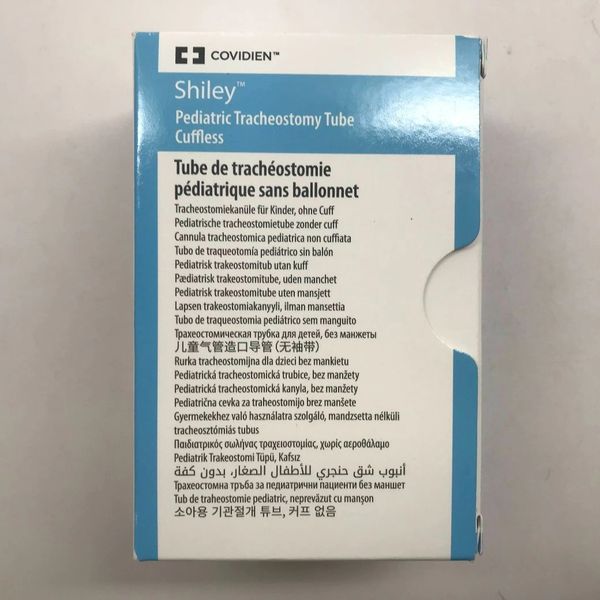 COVIDIEN™
Shiley™
Pediatric Tracheostomy Tube
Cuffless
Tube de trachéostomie
pédiatrique sans ballonnet
Tracheostomiekanüle für Kinder, ohne Cuff
Pediatrische tracheostomietube zonder cuff
Cannula tracheostomica pediatrica non cuffiata
Tubo de traqueotomía pediátrico sin balón
Pediatrisk trakeostomitub utan kuff
Pædiatrisk trakeostomitube, uden manchet
Pediatrisk trakeostomitube uten mansjett
Lapsen trakeostomiakanyyli, ilman mansettia
Tubo de traqueostomia pediátrico sem manguito
Трахеостомическая трубка для детей, без манжеты
儿童气管造口导管(无袖带)
Rurka tracheostomijna dla dzieci bez mankietu
Pediatrická tracheostomická trubice, bez manžety
Pediatrická tracheostomická kanyla, bez manžety
Pediatrična cevka za traheostomijo brez manšete
Gyermekekhez való használatra szolgáló, mandzsetta nélküli
tracheosztómiás tubus
Παιδιατρικός σωλήνας τραχειοστομίας, χωρίς αεροθάλαμο
Pediatrik Trakeostomi Tüpü, Kafsız
أنبوب شق حنجري للأطفال الصغار، بدون كفة
Трахеостомна тръба за педиатрични пациенти без маншет
Tub de traheostomie pediatric, neprevăzut cu manşon
소아용 기관절개 튜브, 커프 없음